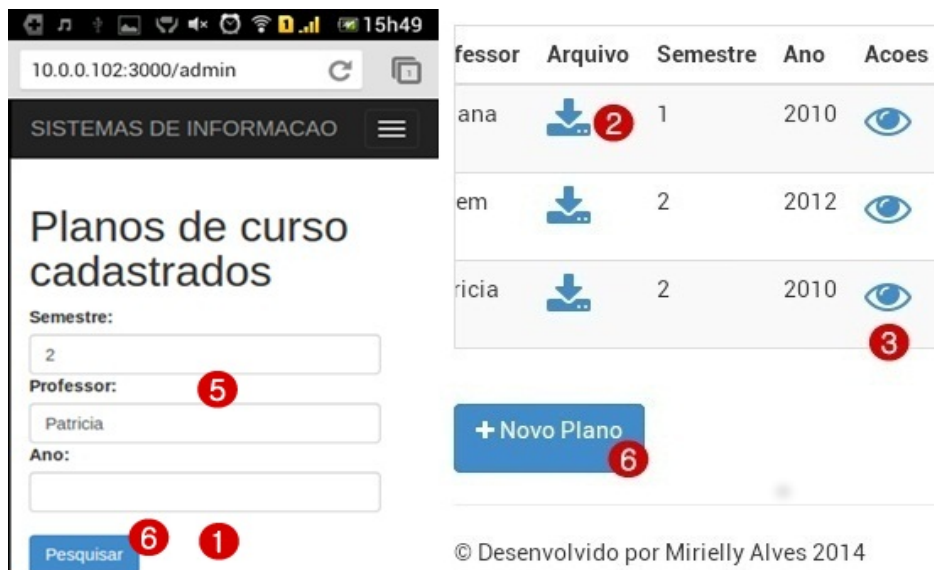 15h49
10.0.0.102:3000/admin
1
SISTEMAS DE INFORMACAO
Planos de curso
cadastrados
Semestre:
2
5
Professor:
Patricia
Ano:
Pesquisar 6 1
fessor Arquivo Semestre Ano Acoes
ana 2 1 2010
em 2 2012
ricia 2 2010
3
+ Novo Plano
6
© Desenvolvido por Mirielly Alves 2014